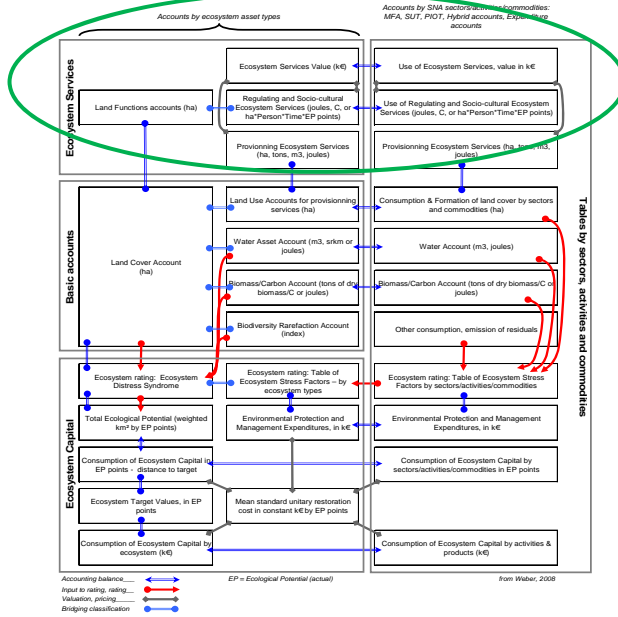 Accounts by ecosystem asset types
Accounts by SNA sectors/activities/commodities:
MFA, SUT, PIOT, Hybrid accounts, Expenditure
accounts
Ecosystem Services
Ecosystem Services Value (k€)
Use of Ecosystem Services, value in k€
Land Functions accounts (ha)
Regulating and Socio-cultural
Ecosystem Services (joules, C, or
ha*Person*Time*EP points)
Use of Regulating and Socio-cultural Ecosystem
Services (joules, C, or ha*Person*Time*EP points)
Provionning Ecosystem Services
(ha, tons, m3, joules)
Provisionning Ecosystem Services (ha, tons, m3,
joules)
Basic accounts
Land Cover Account
(ha)
Land Use Accounts for provisionning
services (ha)
Consumption & Formation of land cover by sectors
and commodities (ha)
Water Asset Account (m3, srkm or
joules)
Water Account (m3, joules)
Biomass/Carbon Account (tons of dry
biomass/C or joules)
Biomass/Carbon Account (tons of dry biomass/C or
joules)
Biodiversity Rarefaction Account
(index)
Other consumption, emission of residuals
Tables by sectors, activities and commodities
Ecosystem Capital
Ecosystem rating: Ecosystem
Distress Syndrome
Ecosystem rating: Table of
Ecosystem Stress Factors – by
ecosystem types
Ecosystem rating: Table of Ecosystem Stress
Factors by sectors/activities/commodities
Total Ecological Potential (weighted
km² by EP points)
Environmental Protection and
Management Expenditures, in k€
Environmental Protection and Management
Expenditures, in k€
Consumption of Ecosystem Capital in
EP points - distance to target
Consumption of Ecosystem Capital by
sectors/activities/commodities in EP points
Ecosystem Target Values, in EP
points
Mean standard unitary restoration
cost in constant k€ by EP points
Consumption of Ecosystem Capital by
ecosystem (k€)
Consumption of Ecosystem Capital by activities &
products (k€)
Accounting balance___
EP = Ecological Potential (actual)
from Weber, 2008
Input to rating, rating__
Valuation, pricing_____
Bridging classification